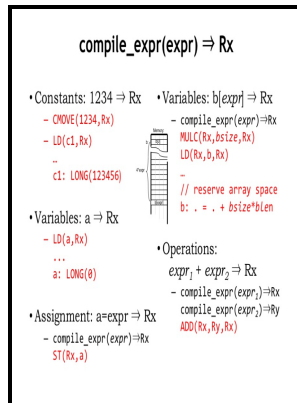 compile_expr(expr) ⇒ Rx
• Constants: 1234 ⇒ Rx
– CMOVE(1234,Rx)
– LD(c1,Rx)
…
c1: LONG(123456)
• Variables: a ⇒ Rx
– LD(a,Rx)
...
a: LONG(0)
• Assignment: a=expr ⇒ Rx
– compile_expr(expr)⇒Rx
ST(Rx,a)
• Variables: b[expr] ⇒ Rx
– compile_expr(expr)⇒Rx
MULC(Rx,bsize,Rx)
LD(Rx,b,Rx)
…
// reserve array space
b: . = . + bsize*blen
• Operations:
expr₁ + expr₂ ⇒ Rx
– compile_expr(expr₁)⇒Rx
compile_expr(expr₂)⇒Ry
ADD(Rx,Ry,Rx)